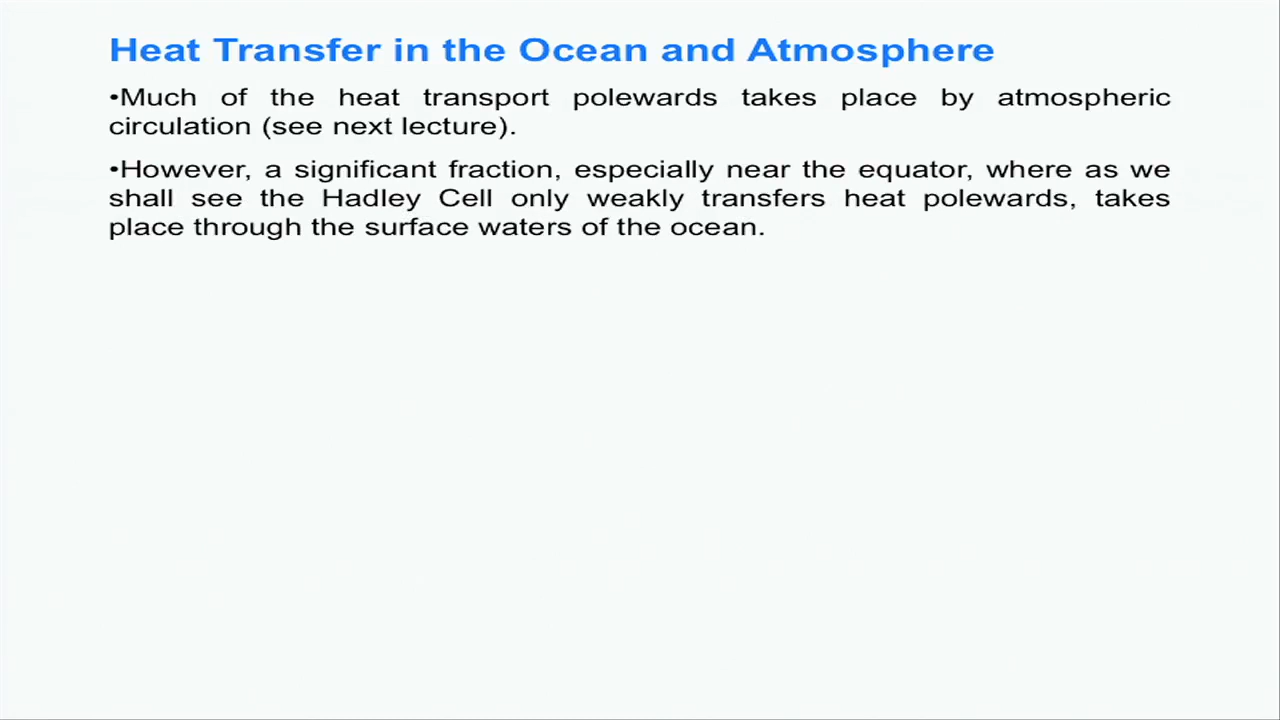 Heat Transfer in the Ocean and Atmosphere
•Much of the heat transport polewards takes place by atmospheric
circulation (see next lecture).
•However, a significant fraction, especially near the equator, where as we
shall see the Hadley Cell only weakly transfers heat polewards, takes
place through the surface waters of the ocean.